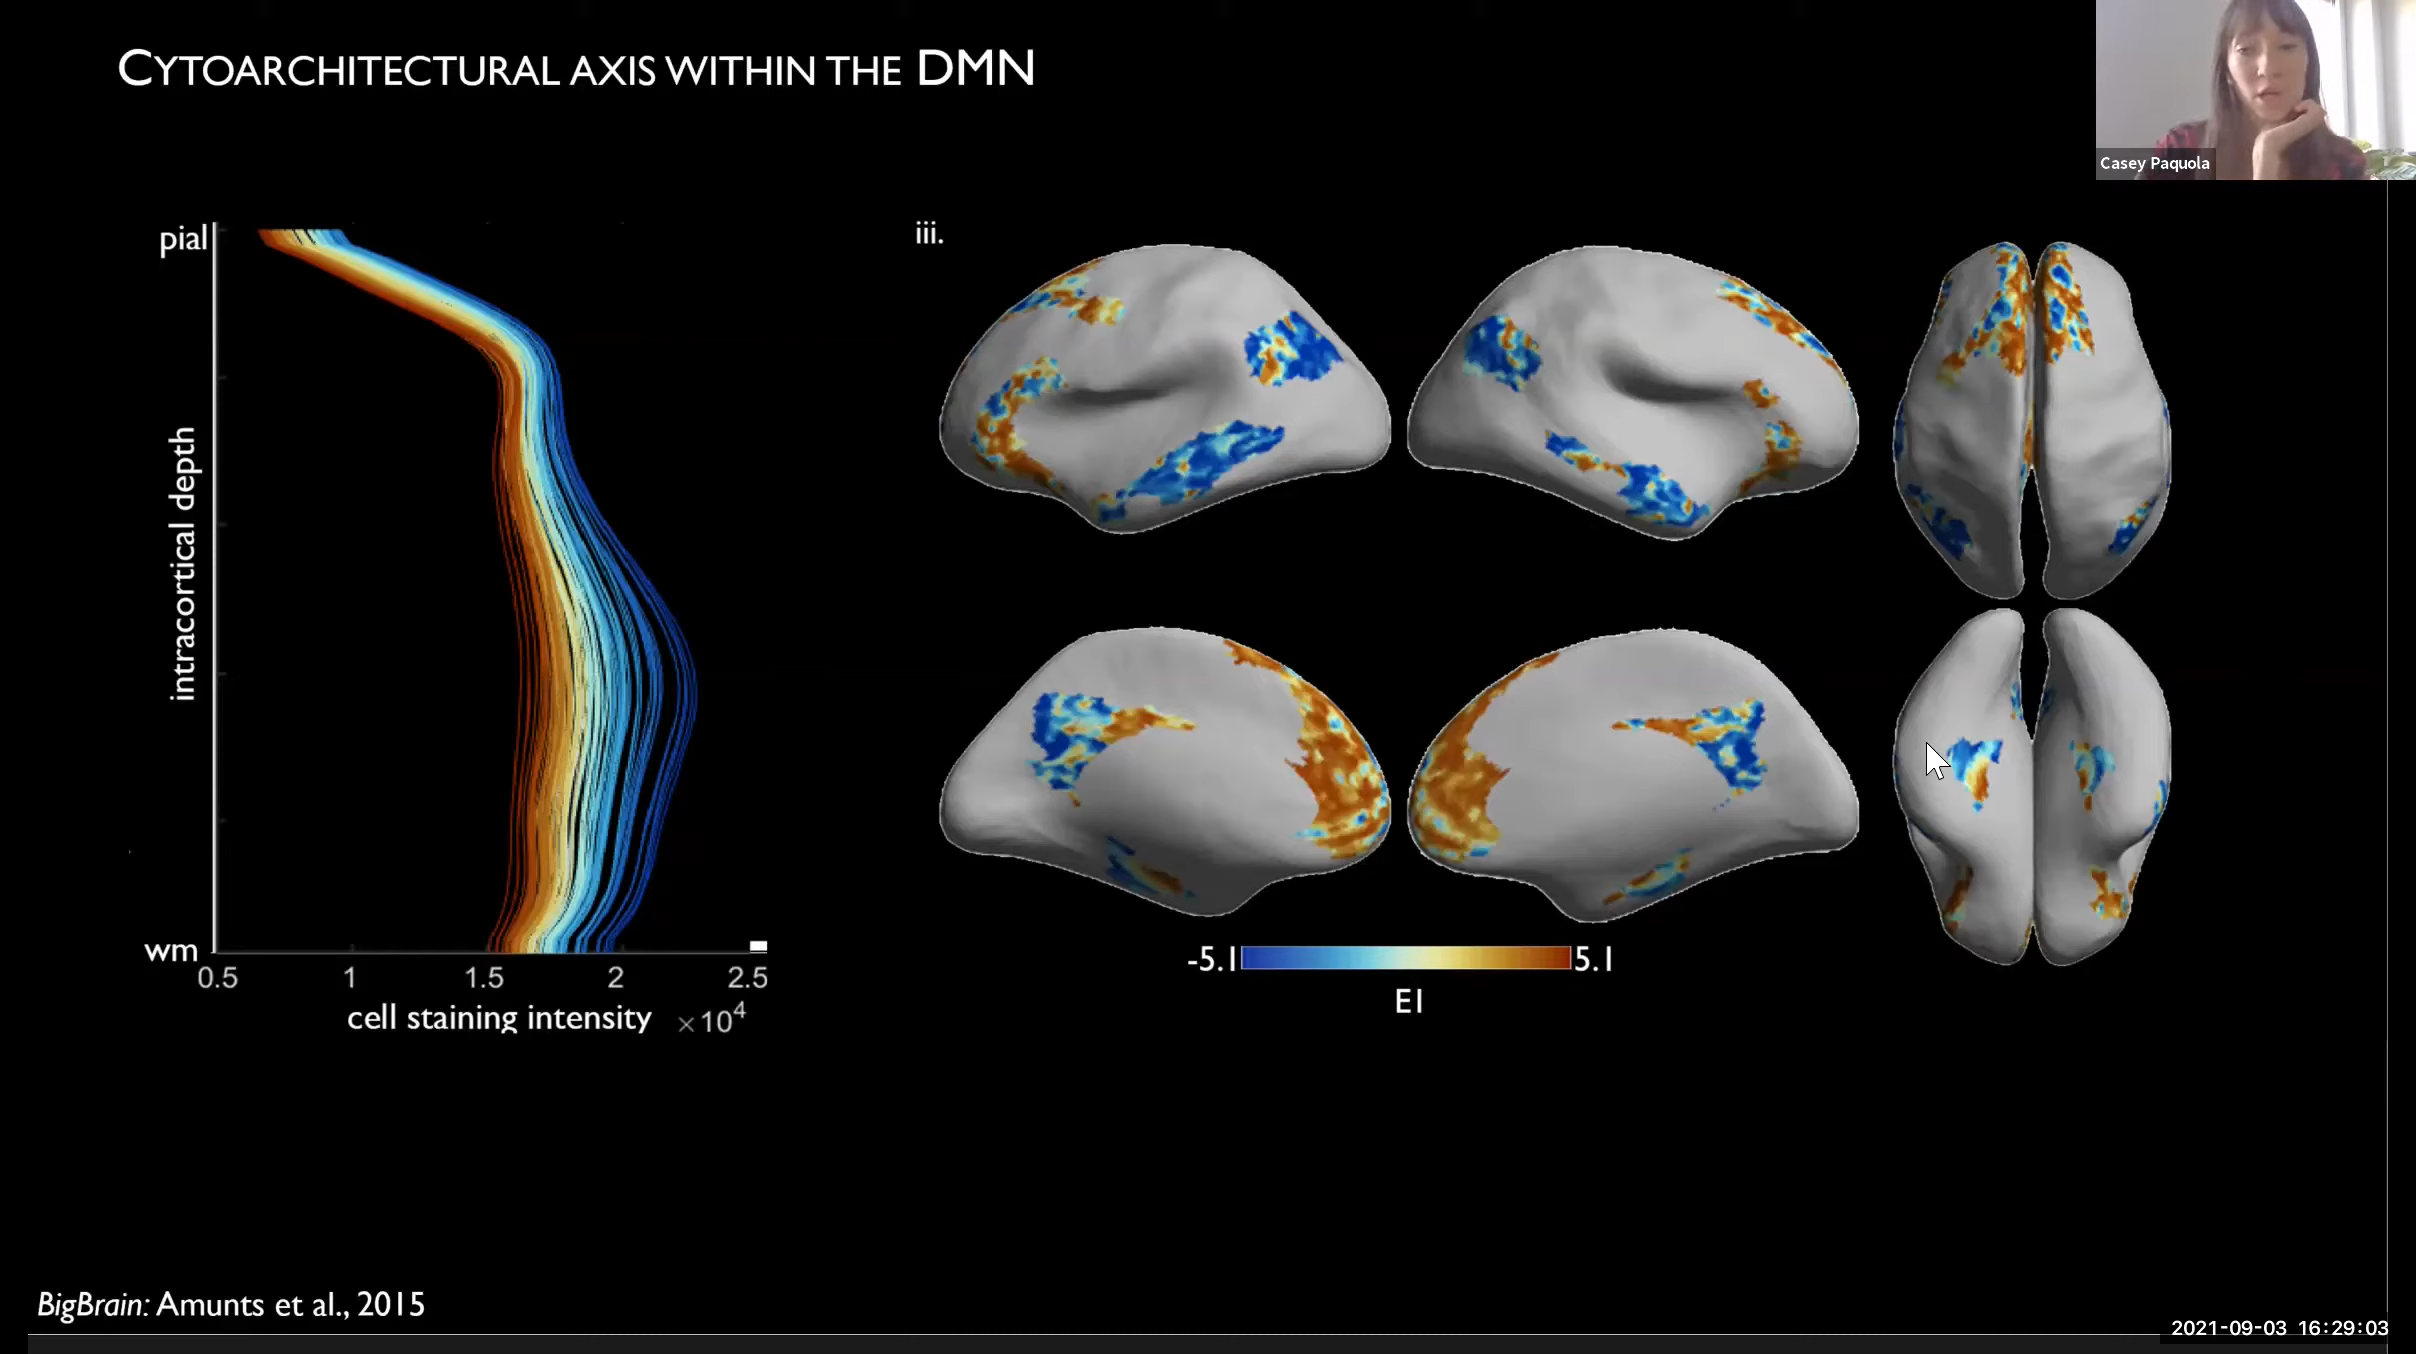 CYTOARCHITECTURAL AXIS WITHIN THE DMN
Casey Paquola
pial
intracortical depth
wm
0.5 1 1.5 2 2.5
cell staining intensity ×10⁴
iii.
-5.1 5.1
E1
BigBrain: Amunts et al., 2015
2021-09-03 16:29:03